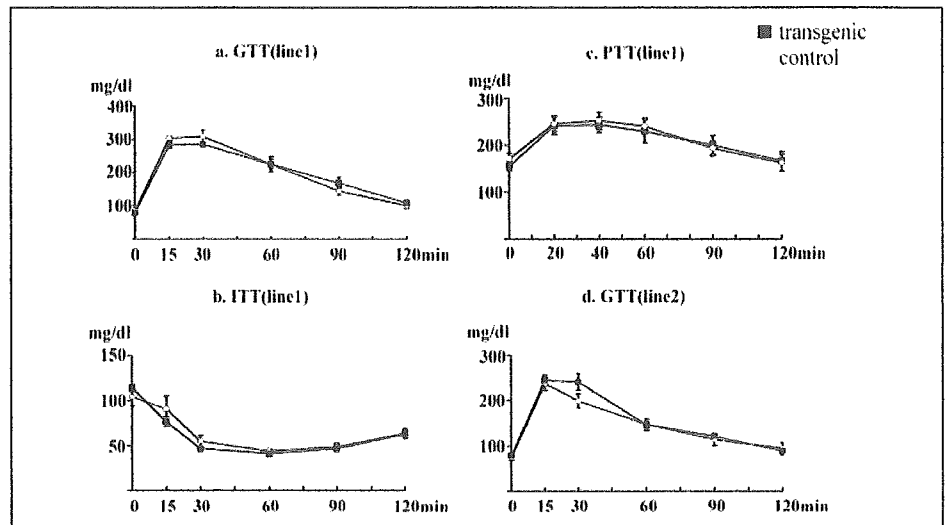 transgenic
control
a. GTT(line1)
mg/dl
400
300
200
100
0 15 30 60 90 120min
c. PTT(line1)
mg/dl
300
200
100
0 20 40 60 90 120min
b. ITT(line1)
mg/dl
150
100
50
0 15 30 60 90 120min
d. GTT(line2)
mg/dl
300
200
100
0 15 30 60 90 120min